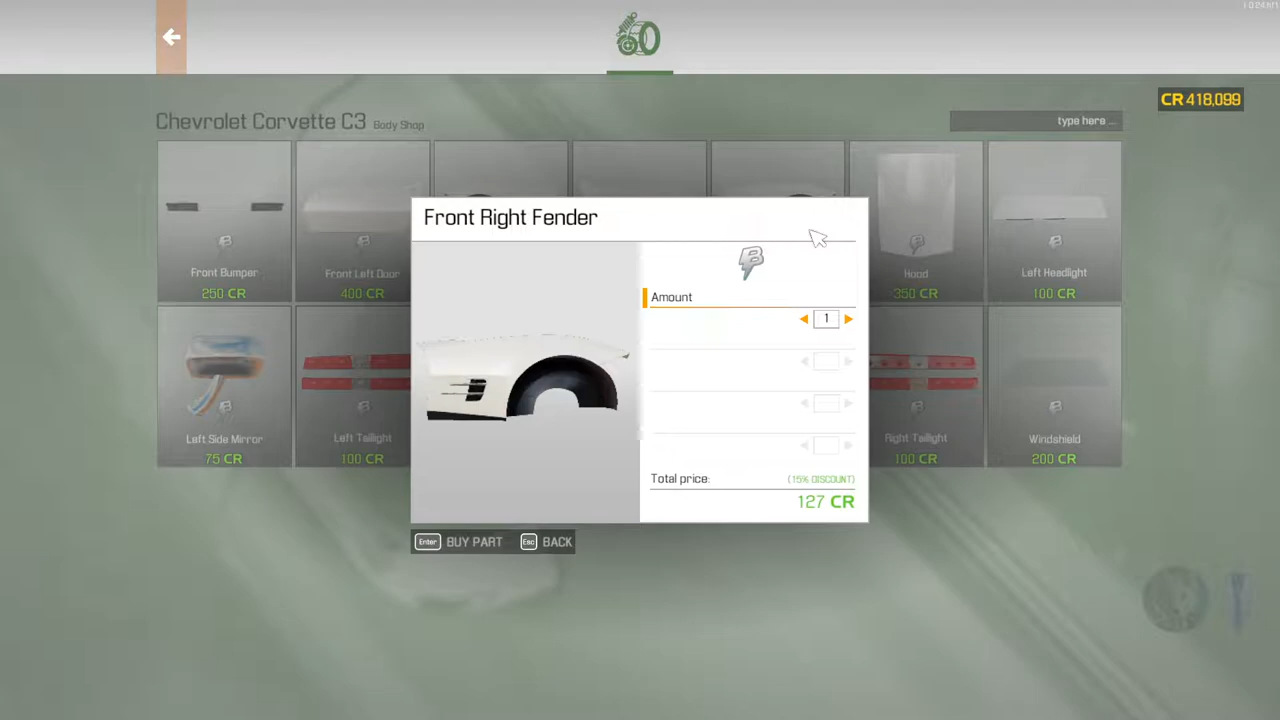 CR 418,099
Chevrolet Corvette C3 Body Shop
type here ...
Front Bumper
250 CR
Front Left Door
400 CR
Hood
350 CR
Left Headlight
100 CR
Front Right Fender
Amount
1
Total price:
(15% DISCOUNT)
127 CR
Left Side Mirror
75 CR
Left Taillight
100 CR
Right Taillight
100 CR
Windshield
200 CR
Enter BUY PART Esc BACK